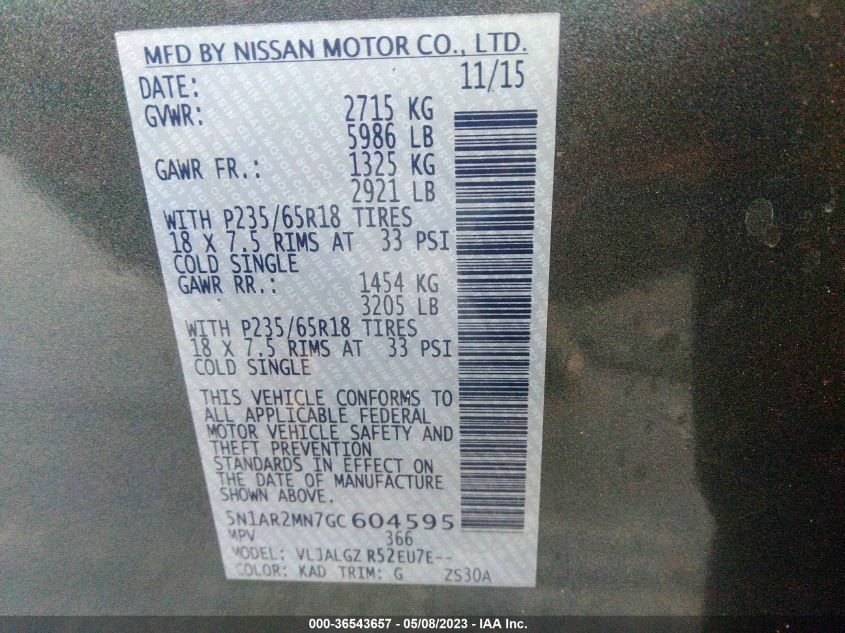 MFD BY NISSAN MOTOR CO., LTD.
DATE: 11/15
GVWR: 2715 KG
5986 LB
GAWR FR.: 1325 KG
2921 LB
WITH P235/65R18 TIRES
18 X 7.5 RIMS AT 33 PSI
COLD SINGLE
GAWR RR.: 1454 KG
3205 LB
WITH P235/65R18 TIRES
18 X 7.5 RIMS AT 33 PSI
COLD SINGLE
THIS VEHICLE CONFORMS TO
ALL APPLICABLE FEDERAL
MOTOR VEHICLE SAFETY AND
THEFT PREVENTION
STANDARDS IN EFFECT ON
THE DATE OF MANUFACTURE
SHOWN ABOVE.
5N1AR2MN7GC604595
MPV 366
MODEL: VLJALGZ R52EU7E--
COLOR: KAD TRIM: G ZS30A
000-36543657 - 05/08/2023 - IAA Inc.